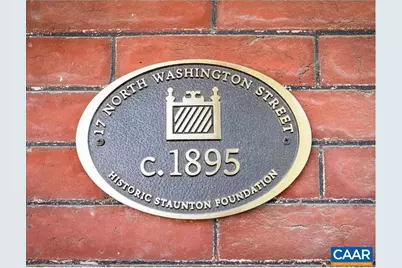 17 NORTH WASHINGTON STREET
c.1895
HISTORIC STAUNTON FOUNDATION
CAAR